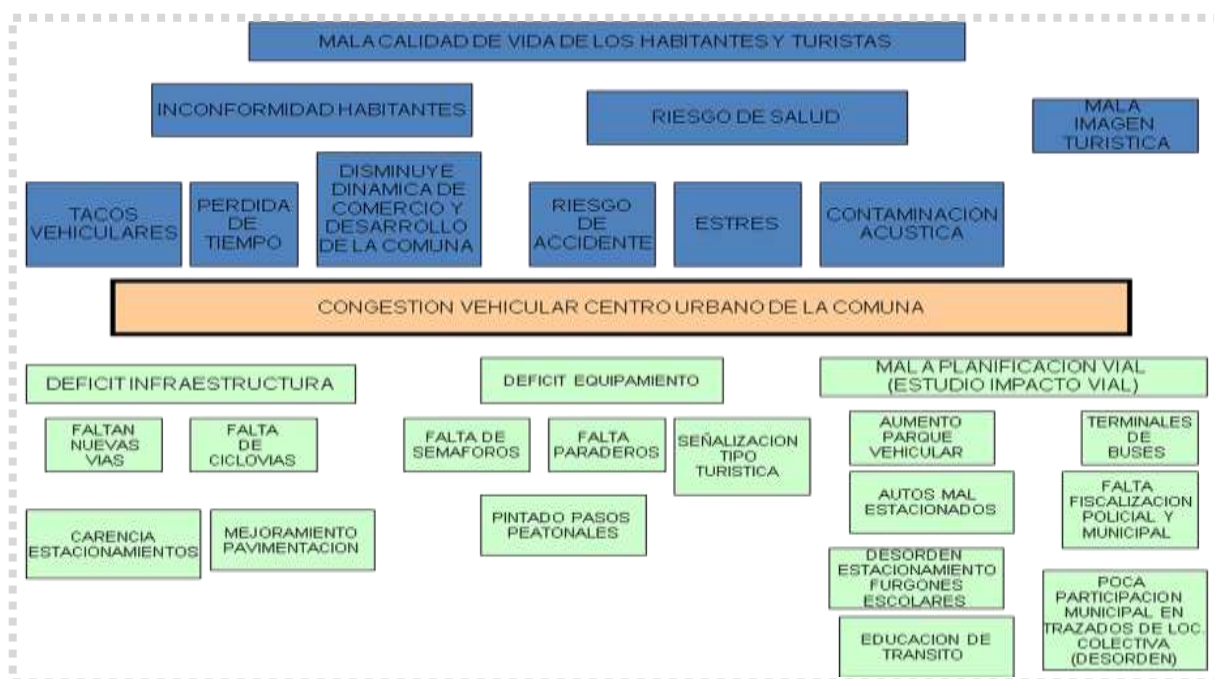 MALA CALIDAD DE VIDA DE LOS HABITANTES Y TURISTAS
INCONFORMIDAD HABITANTES
RIESGO DE SALUD
MALA
IMAGEN
TURISTICA
TACOS
VEHICULARES
PERDIDA
DE
TIEMPO
DISMINUYE
DINAMICA DE
COMERCIO Y
DESARROLLO
DE LA COMUNA
RIESGO
DE
ACCIDENTE
ESTRES
CONTAMINACION
ACUSTICA
CONGESTION VEHICULAR CENTRO URBANO DE LA COMUNA
DEFICIT INFRAESTRUCTURA
DEFICIT EQUIPAMIENTO
MALA PLANIFICACION VIAL
(ESTUDIO IMPACTO VIAL)
FALTAN
NUEVAS
VIAS
FALTA
DE
CICLOVIAS
FALTA DE
SEMAFOROS
FALTA
PARADEROS
SEÑALIZACION
TIPO
TURISTICA
AUMENTO
PARQUE
VEHICULAR
TERMINALES
DE
BUSES
CARENCIA
ESTACIONAMIENTOS
MEJORAMIENTO
PAVIMENTACION
PINTADO PASOS
PEATONALES
AUTOS MAL
ESTACIONADOS
FALTA
FISCALIZACION
POLICIAL Y
MUNICIPAL
DESORDEN
ESTACIONAMIENTO
FURGONES
ESCOLARES
POCA
PARTICIPACION
MUNICIPAL EN
TRAZADOS DE LOC.
COLECTIVA
(DESORDEN)
EDUCACION DE
TRANSITO